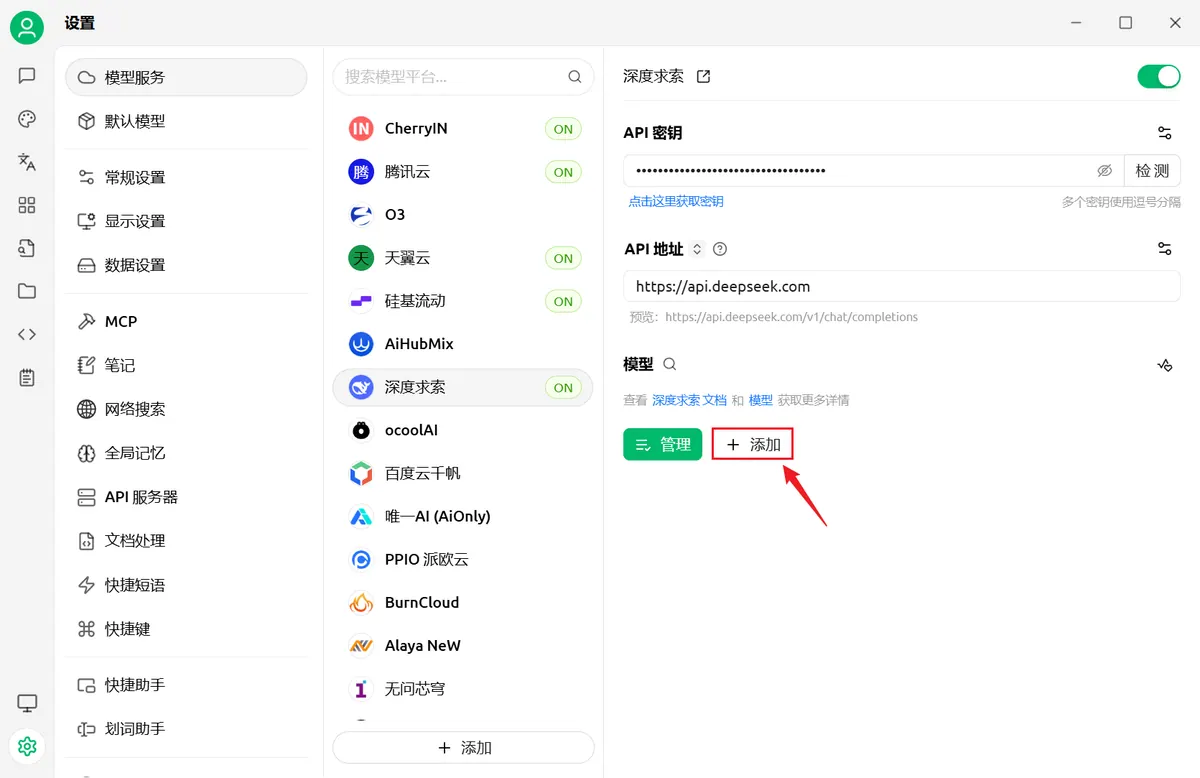 设置
模型服务
默认模型
常规设置
显示设置
数据设置
MCP
笔记
网络搜索
全局记忆
API 服务器
文档处理
快捷短语
快捷键
快捷助手
划词助手
搜索模型平台...
IN CherryIN ON
腾 腾讯云 ON
O3
天 天翼云 ON
硅基流动 ON
AiHubMix
深度求索 ON
ocoolAI
百度云千帆
唯一AI (AiOnly)
PPIO 派欧云
BurnCloud
Alaya NeW
无问芯穹
添加
深度求索
API 密钥
••••••••••••••••••••••••••••••••••• 检测
点击这里获取密钥 多个密钥使用逗号分隔
API 地址
https://api.deepseek.com
预览：https://api.deepseek.com/v1/chat/completions
模型
查看 深度求索 文档 和 模型 获取更多详情
管理 添加